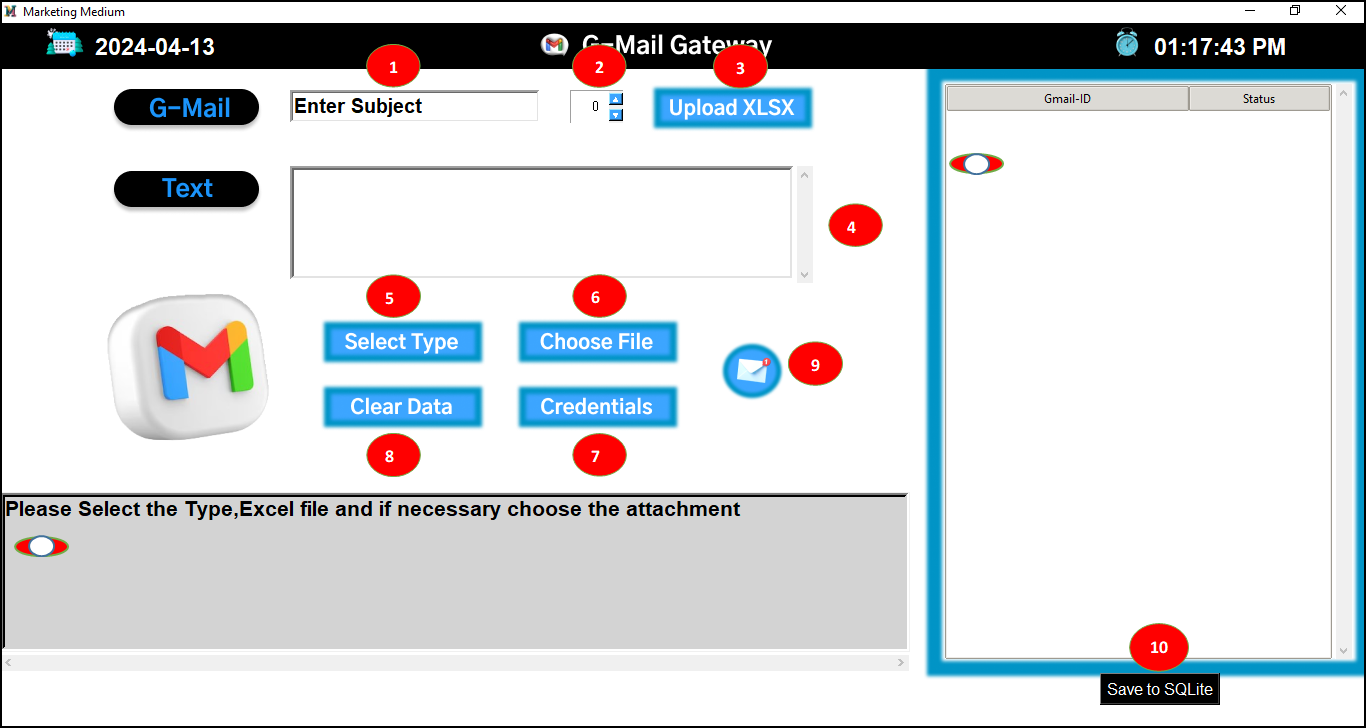 Marketing Medium
2024-04-13
G-Mail Gateway
01:17:43 PM
1
2
3
G-Mail
Enter Subject
0
Upload XLSX
Gmail-ID
Status
Text
4
5
6
Select Type
Choose File
9
1
Clear Data
Credentials
8
7
Please Select the Type,Excel file and if necessary choose the attachment
10
Save to SQLite